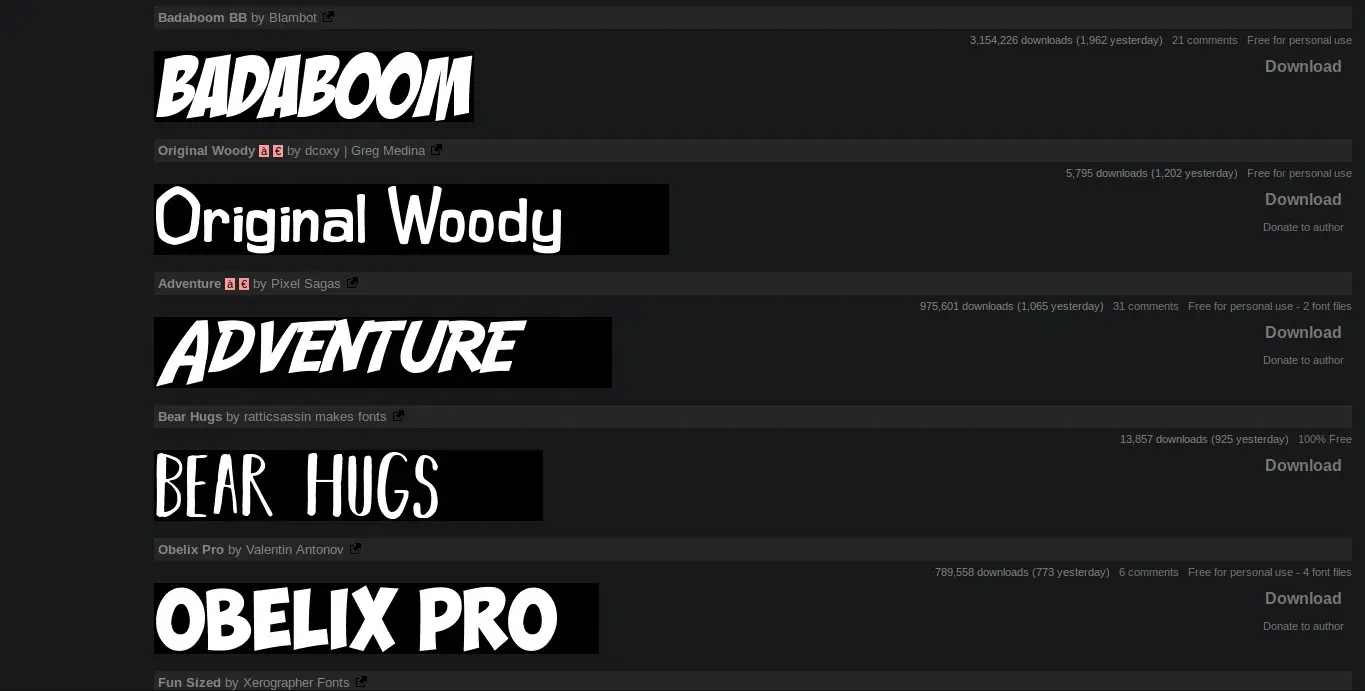 Badaboom BB by Blambot
3,154,226 downloads (1,962 yesterday) 21 comments Free for personal use
BADABOOM
Download
Original Woody à € by dcoxy | Greg Medina
5,795 downloads (1,202 yesterday) Free for personal use
Original Woody
Download
Donate to author
Adventure à € by Pixel Sagas
975,601 downloads (1,065 yesterday) 31 comments Free for personal use - 2 font files
ADVENTURE
Download
Donate to author
Bear Hugs by ratticsassin makes fonts
13,857 downloads (925 yesterday) 100% Free
BEAR HUGS
Download
Obelix Pro by Valentin Antonov
789,558 downloads (773 yesterday) 6 comments Free for personal use - 4 font files
OBELIX PRO
Download
Donate to author
Fun Sized by Xerographer Fonts